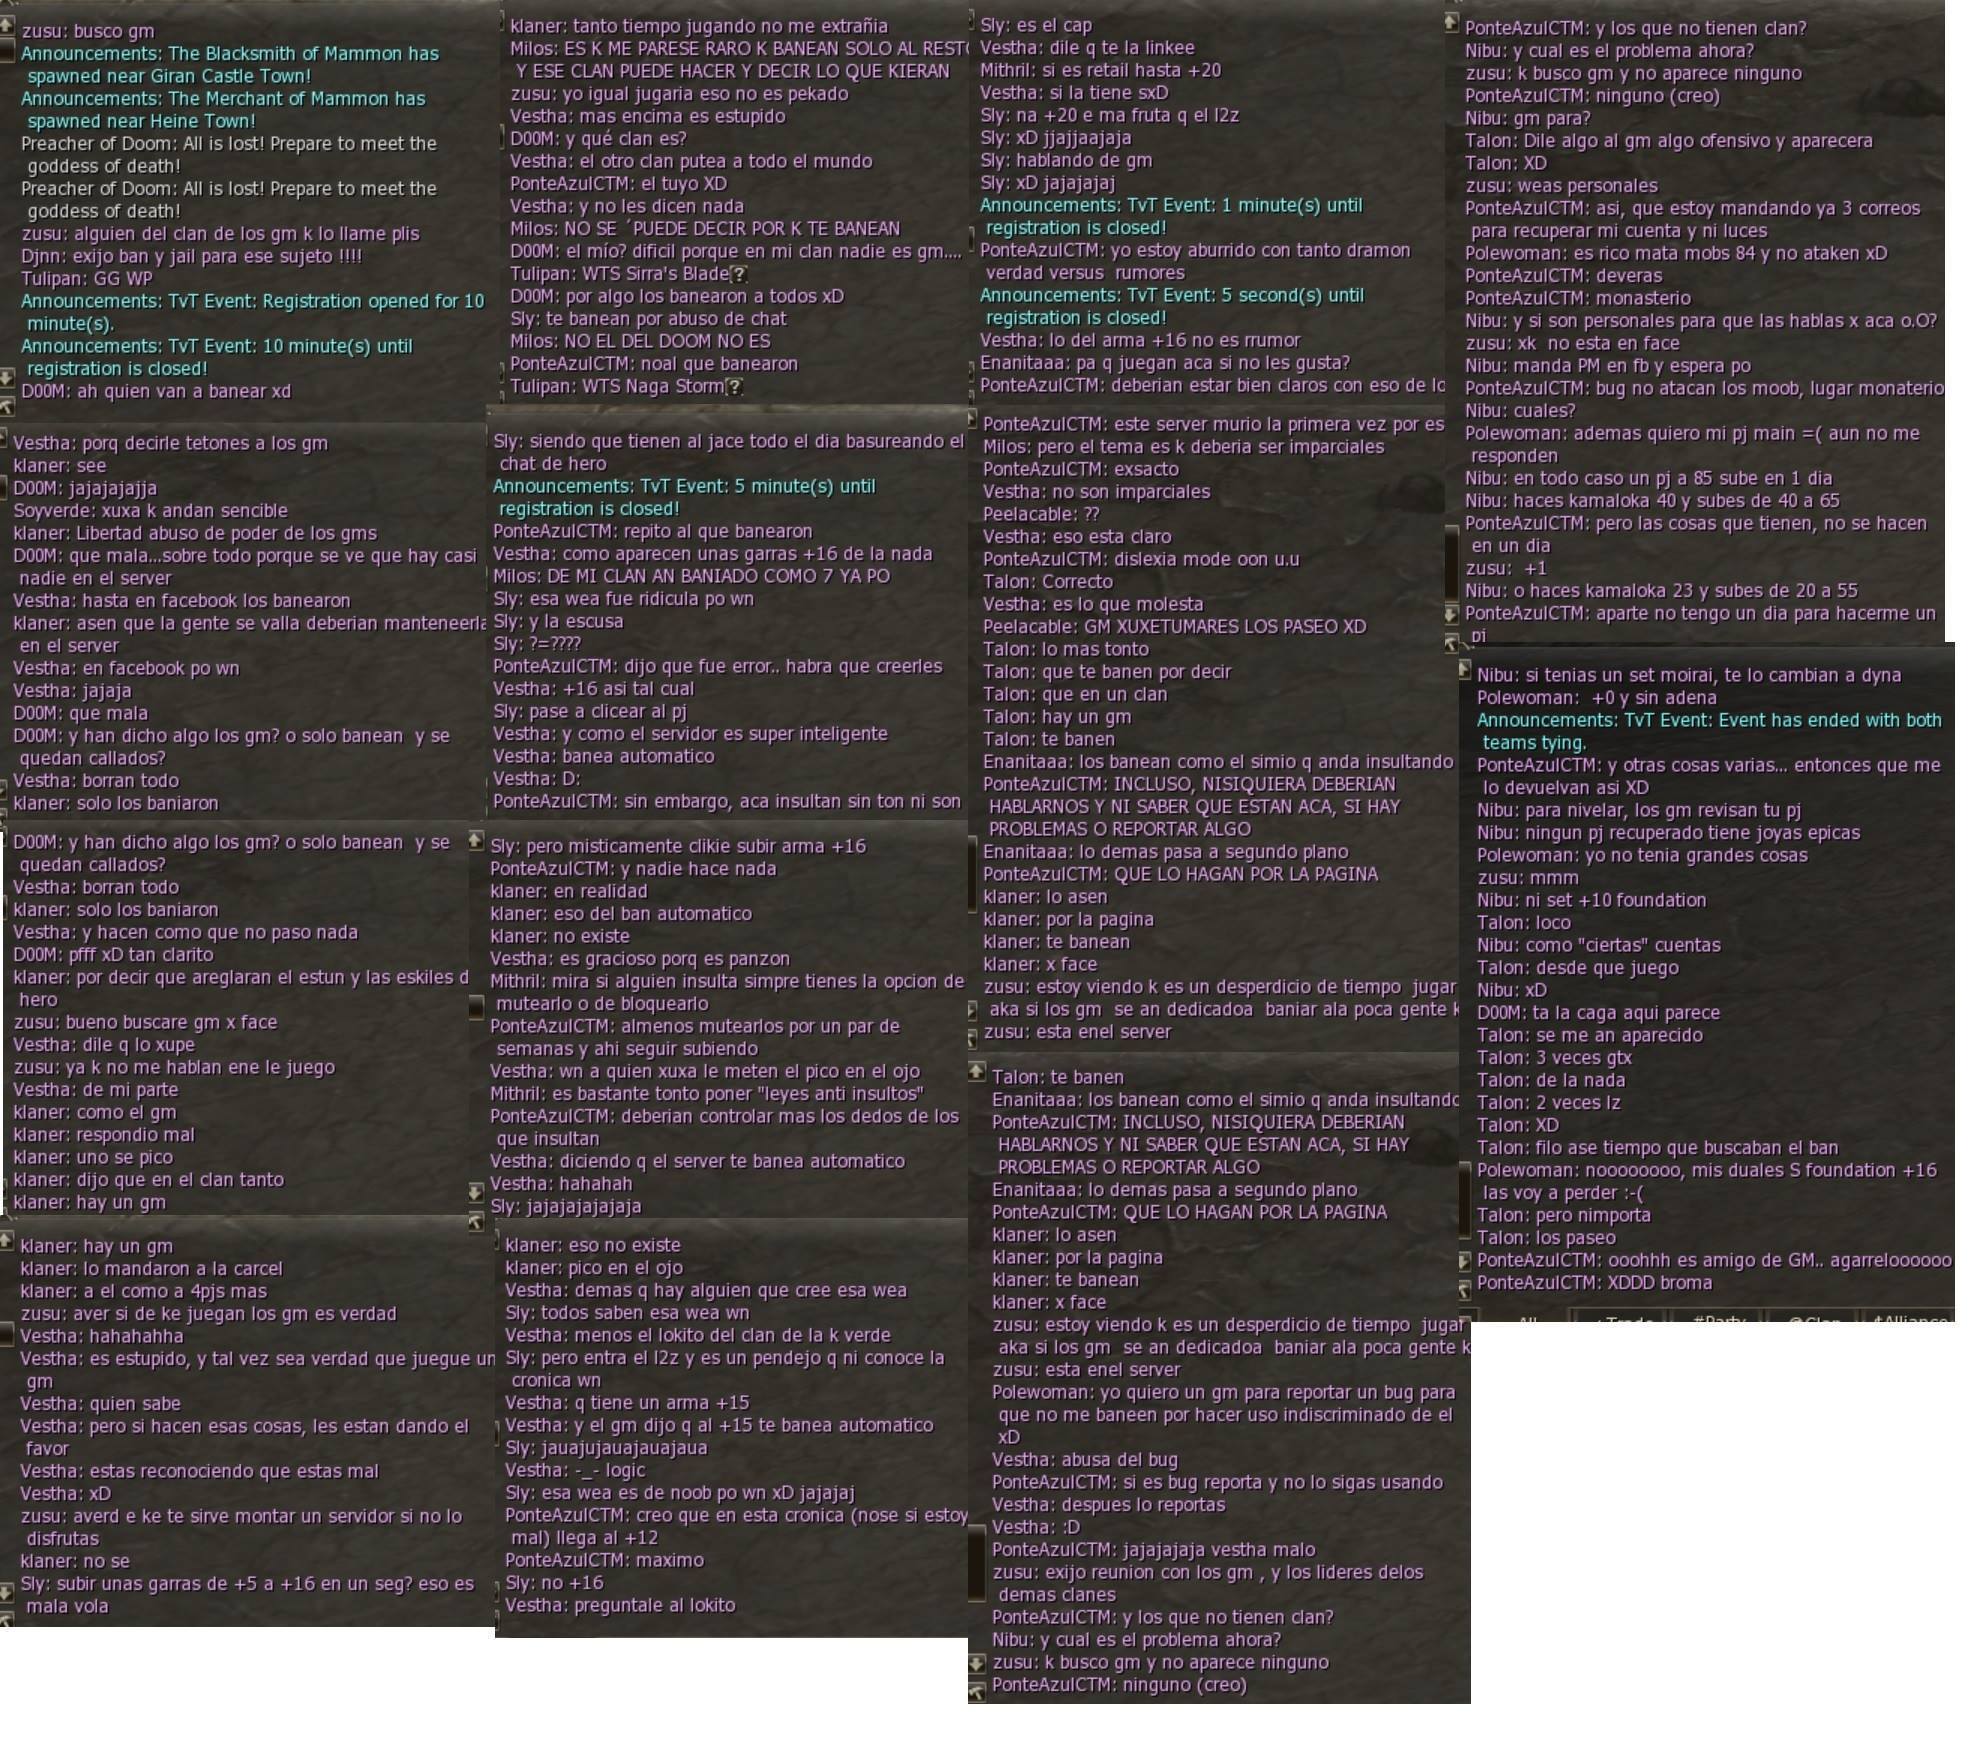 zusu: busco gm
Announcements: The Blacksmith of Mammon has
spawned near Giran Castle Town!
Announcements: The Merchant of Mammon has
spawned near Heine Town!
Preacher of Doom: All is lost! Prepare to meet the
goddess of death!
Preacher of Doom: All is lost! Prepare to meet the
goddess of death!
zusu: alguien del clan de los gm k lo llame plis
Djnn: exijo ban y jail para ese sujeto !!!!
Tulipan: GG WP
Announcements: TvT Event: Registration opened for 10
minute(s).
Announcements: TvT Event: 10 minute(s) until
registration is closed!
D00M: ah quien van a banear xd
Vestha: porq decirle tetones a los gm
klaner: see
D00M: jajajajajja
Soyverde: xuxa k andan sencible
klaner: Libertad abuso de poder de los gms
D00M: que mala...sobre todo porque se ve que hay casi
nadie en el server
Vestha: hasta en facebook los banearon
klaner: asen que la gente se valla deberian manteneerla
en el server
Vestha: en facebook po wn
Vestha: jajaja
D00M: que mala
D00M: y han dicho algo los gm? o solo banean  y se
quedan callados?
Vestha: borran todo
klaner: solo los baniaron
D00M: y han dicho algo los gm? o solo banean  y se
quedan callados?
Vestha: borran todo
klaner: solo los baniaron
Vestha: y hacen como que no paso nada
D00M: pfff xD tan clarito
klaner: por decir que areglaran el estun y las eskiles d
hero
zusu: bueno buscare gm x face
Vestha: dile q lo xupe
zusu: ya k no me hablan ene le juego
Vestha: de mi parte
klaner: como el gm
klaner: respondio mal
klaner: uno se pico
klaner: dijo que en el clan tanto
klaner: hay un gm
klaner: hay un gm
klaner: lo mandaron a la carcel
klaner: a el como a 4pjs mas
zusu: aver si de ke juegan los gm es verdad
Vestha: hahahahha
Vestha: es estupido, y tal vez sea verdad que juegue un
gm
Vestha: quien sabe
Vestha: pero si hacen esas cosas, les estan dando el
favor
Vestha: estas reconociendo que estas mal
Vestha: xD
zusu: averd e ke te sirve montar un servidor si no lo
disfrutas
klaner: no se
Sly: subir unas garras de +5 a +16 en un seg? eso es
mala vola
klaner: tanto tiempo jugando no me extrañia
Milos: ES K ME PARESE RARO K BANEAN SOLO AL RESTO
Y ESE CLAN PUEDE HACER Y DECIR LO QUE KIERAN
zusu: yo igual jugaria eso no es pekado
Vestha: mas encima es estupido
D00M: y qué clan es?
Vestha: el otro clan putea a todo el mundo
PonteAzulCTM: el tuyo XD
Vestha: y no les dicen nada
Milos: NO SE ´PUEDE DECIR POR K TE BANEAN
D00M: el mío? dificil porque en mi clan nadie es gm....
Tulipan: WTS Sirra's Blade[?]
D00M: por algo los banearon a todos xD
Sly: te banean por abuso de chat
Milos: NO EL DEL DOOM NO ES
PonteAzulCTM: noal que banearon
Tulipan: WTS Naga Storm[?]
Sly: siendo que tienen al jace todo el dia basureando el
chat de hero
Announcements: TvT Event: 5 minute(s) until
registration is closed!
PonteAzulCTM: repito al que banearon
Vestha: como aparecen unas garras +16 de la nada
Milos: DE MI CLAN AN BANIADO COMO 7 YA PO
Sly: esa wea fue ridicula po wn
Sly: y la escusa
Sly: ?=????
PonteAzulCTM: dijo que fue error.. habra que creerles
Vestha: +16 asi tal cual
Sly: pase a clicear al pj
Vestha: y como el servidor es super inteligente
Vestha: banea automatico
Vestha: D:
PonteAzulCTM: sin embargo, aca insultan sin ton ni son
Sly: pero misticamente clikie subir arma +16
PonteAzulCTM: y nadie hace nada
klaner: en realidad
klaner: eso del ban automatico
klaner: no existe
Vestha: es gracioso porq es panzon
Mithril: mira si alguien insulta simpre tienes la opcion de
mutearlo o de bloquearlo
PonteAzulCTM: almenos mutearlos por un par de
semanas y ahi seguir subiendo
Vestha: wn a quien xuxa le meten el pico en el ojo
Mithril: es bastante tonto poner "leyes anti insultos"
PonteAzulCTM: deberian controlar mas los dedos de los
que insultan
Vestha: diciendo q el server te banea automatico
Vestha: hahahah
Sly: jajajajajajaja
klaner: eso no existe
klaner: pico en el ojo
Vestha: demas q hay alguien que cree esa wea
Sly: todos saben esa wea wn
Vestha: menos el lokito del clan de la k verde
Sly: pero entra el l2z y es un pendejo q ni conoce la
cronica wn
Vestha: q tiene un arma +15
Vestha: y el gm dijo q al +15 te banea automatico
Sly: jauajujauajauajaua
Vestha: -_- logic
Sly: esa wea es de noob po wn xD jajajaj
PonteAzulCTM: creo que en esta cronica (nose si estoy
mal) llega al +12
PonteAzulCTM: maximo
Sly: no +16
Vestha: preguntale al lokito
Sly: es el cap
Vestha: dile q te la linkee
Mithril: si es retail hasta +20
Vestha: si la tiene sxD
Sly: na +20 e ma fruta q el l2z
Sly: xD jjajjaajaja
Sly: hablando de gm
Sly: xD jajajajaj
Announcements: TvT Event: 1 minute(s) until
registration is closed!
PonteAzulCTM: yo estoy aburrido con tanto dramon
verdad versus  rumores
Announcements: TvT Event: 5 second(s) until
registration is closed!
Vestha: lo del arma +16 no es rrumor
Enanitaaa: pa q juegan aca si no les gusta?
PonteAzulCTM: deberian estar bien claros con eso de lo
PonteAzulCTM: este server murio la primera vez por es
Milos: pero el tema es k deberia ser imparciales
PonteAzulCTM: exsacto
Vestha: no son imparciales
Peelacable: ??
Vestha: eso esta claro
PonteAzulCTM: dislexia mode oon u.u
Talon: Correcto
Vestha: es lo que molesta
Peelacable: GM XUXETUMARES LOS PASEO XD
Talon: lo mas tonto
Talon: que te banen por decir
Talon: que en un clan
Talon: hay un gm
Talon: te banen
Enanitaaa: los banean como el simio q anda insultando
PonteAzulCTM: INCLUSO, NISIQUIERA DEBERIAN
HABLARNOS Y NI SABER QUE ESTAN ACA, SI HAY
PROBLEMAS O REPORTAR ALGO
Enanitaaa: lo demas pasa a segundo plano
PonteAzulCTM: QUE LO HAGAN POR LA PAGINA
klaner: lo asen
klaner: por la pagina
klaner: te banean
klaner: x face
zusu: estoy viendo k es un desperdicio de tiempo  jugar
aka si los gm  se an dedicadoa  baniar ala poca gente k
zusu: esta enel server
Talon: te banen
Enanitaaa: los banean como el simio q anda insultando
PonteAzulCTM: INCLUSO, NISIQUIERA DEBERIAN
HABLARNOS Y NI SABER QUE ESTAN ACA, SI HAY
PROBLEMAS O REPORTAR ALGO
Enanitaaa: lo demas pasa a segundo plano
PonteAzulCTM: QUE LO HAGAN POR LA PAGINA
klaner: lo asen
klaner: por la pagina
klaner: te banean
klaner: x face
zusu: estoy viendo k es un desperdicio de tiempo  jugar
aka si los gm  se an dedicadoa  baniar ala poca gente k
zusu: esta enel server
Polewoman: yo quiero un gm para reportar un bug para
que no me baneen por hacer uso indiscriminado de el
xD
Vestha: abusa del bug
PonteAzulCTM: si es bug reporta y no lo sigas usando
Vestha: despues lo reportas
Vestha: :D
PonteAzulCTM: jajajajaja vestha malo
zusu: exijo reunion con los gm , y los lideres delos
demas clanes
PonteAzulCTM: y los que no tienen clan?
Nibu: y cual es el problema ahora?
zusu: k busco gm y no aparece ninguno
PonteAzulCTM: ninguno (creo)
PonteAzulCTM: y los que no tienen clan?
Nibu: y cual es el problema ahora?
zusu: k busco gm y no aparece ninguno
PonteAzulCTM: ninguno (creo)
Nibu: gm para?
Talon: Dile algo al gm algo ofensivo y aparecera
Talon: XD
zusu: weas personales
PonteAzulCTM: asi, que estoy mandando ya 3 correos
para recuperar mi cuenta y ni luces
Polewoman: es rico mata mobs 84 y no ataken xD
PonteAzulCTM: deveras
PonteAzulCTM: monasterio
Nibu: y si son personales para que las hablas x aca o.O?
zusu: xk  no esta en face
Nibu: manda PM en fb y espera po
PonteAzulCTM: bug no atacan los moob, lugar monaterio
Nibu: cuales?
Polewoman: ademas quiero mi pj main =( aun no me
responden
Nibu: en todo caso un pj a 85 sube en 1 dia
Nibu: haces kamaloka 40 y subes de 40 a 65
PonteAzulCTM: pero las cosas que tienen, no se hacen
en un dia
zusu:  +1
Nibu: o haces kamaloka 23 y subes de 20 a 55
PonteAzulCTM: aparte no tengo un dia para hacerme un
pj
Nibu: si tenias un set moirai, te lo cambian a dyna
Polewoman:  +0 y sin adena
Announcements: TvT Event: Event has ended with both
teams tying.
PonteAzulCTM: y otras cosas varias... entonces que me
lo devuelvan asi XD
Nibu: para nivelar, los gm revisan tu pj
Nibu: ningun pj recuperado tiene joyas epicas
Polewoman: yo no tenia grandes cosas
zusu: mmm
Nibu: ni set +10 foundation
Talon: loco
Nibu: como "ciertas" cuentas
Talon: desde que juego
Nibu: xD
D00M: ta la caga aqui parece
Talon: se me an aparecido
Talon: 3 veces gtx
Talon: de la nada
Talon: 2 veces lz
Talon: XD
Talon: filo ase tiempo que buscaban el ban
Polewoman: noooooooo, mis duales S foundation +16
las voy a perder :-(
Talon: pero nimporta
Talon: los paseo
PonteAzulCTM: ooohhh es amigo de GM.. agarreloooooo
PonteAzulCTM: XDDD broma